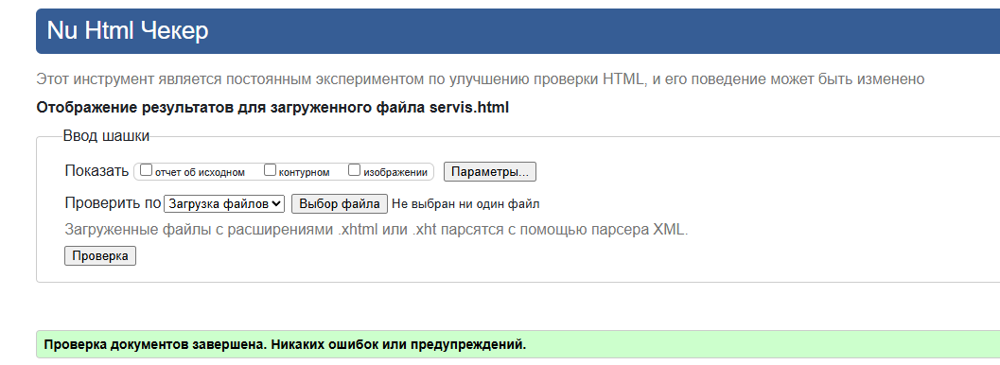 Nu Html Чекер
Этот инструмент является постоянным экспериментом по улучшению проверки HTML, и его поведение может быть изменено
Отображение результатов для загруженного файла servis.html
Ввод шашки
Показать отчет об исходном контурном изображении Параметры...
Проверить по Загрузка файлов Выбор файла Не выбран ни один файл
Загруженные файлы с расширениями .xhtml или .xht парсятся с помощью парсера XML.
Проверка
Проверка документов завершена. Никаких ошибок или предупреждений.